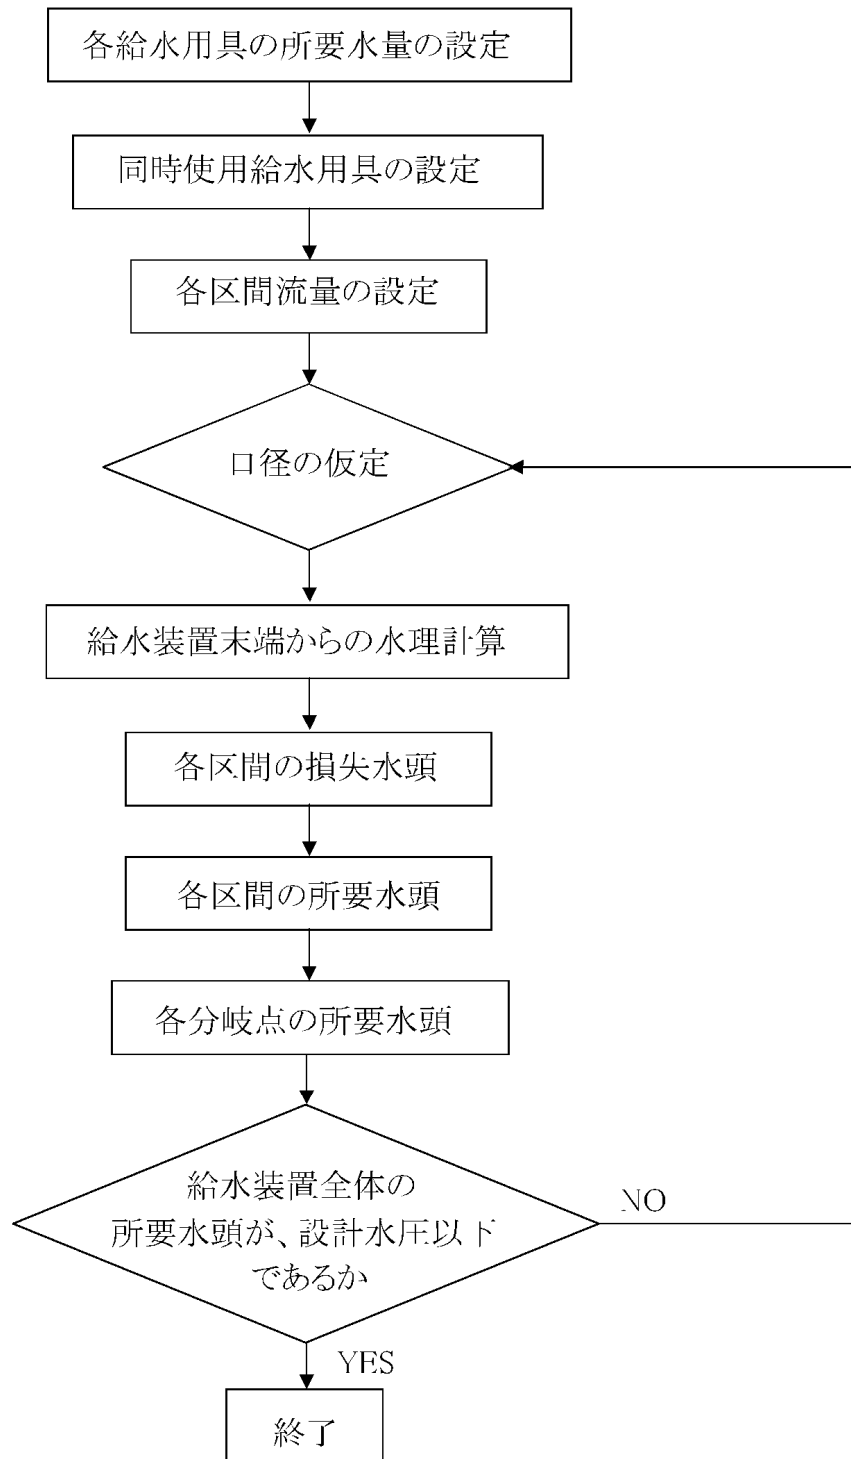 各給水用具の所要水量の設定
同時使用給水用具の設定
各区間流量の設定
口径の仮定
給水装置末端からの水理計算
各区間の損失水頭
各区間の所要水頭
各分岐点の所要水頭
給水装置全体の
所要水頭が、設計水圧以下
であるか
NO
YES
終了